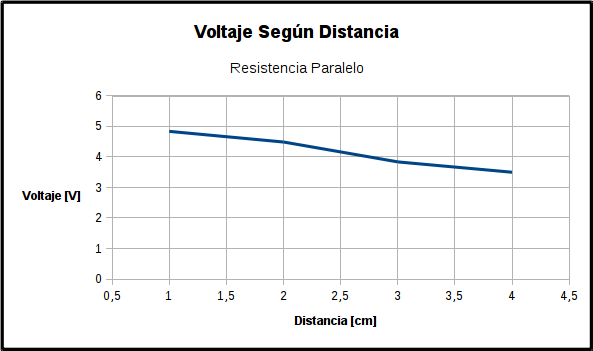 Voltaje Según Distancia
Resistencia Paralelo
6
5
4
3
2
1
0
Voltaje [V]
0,5 1 1,5 2 2,5 3 3,5 4 4,5
Distancia [cm]